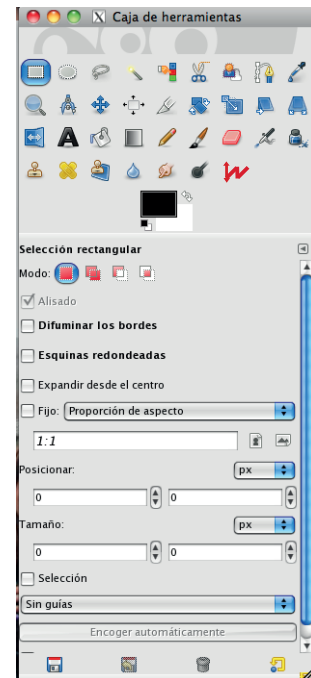 X Caja de herramientas
Selección rectangular
Modo:
Alisado
Difuminar los bordes
Esquinas redondeadas
Expandir desde el centro
Fijo: Proporción de aspecto
1:1
Posicionar: px
0 0
Tamaño: px
0 0
Selección
Sin guías
Encoger automáticamente